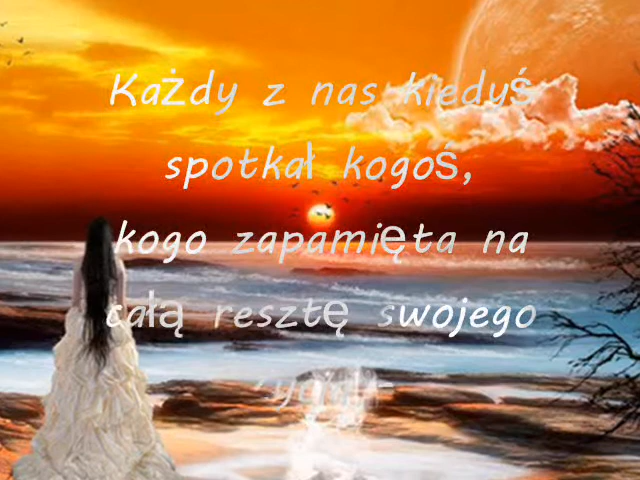 Każdy z nas kiedyś
spotkał kogoś,
kogo zapamięta na
całą resztę swojego